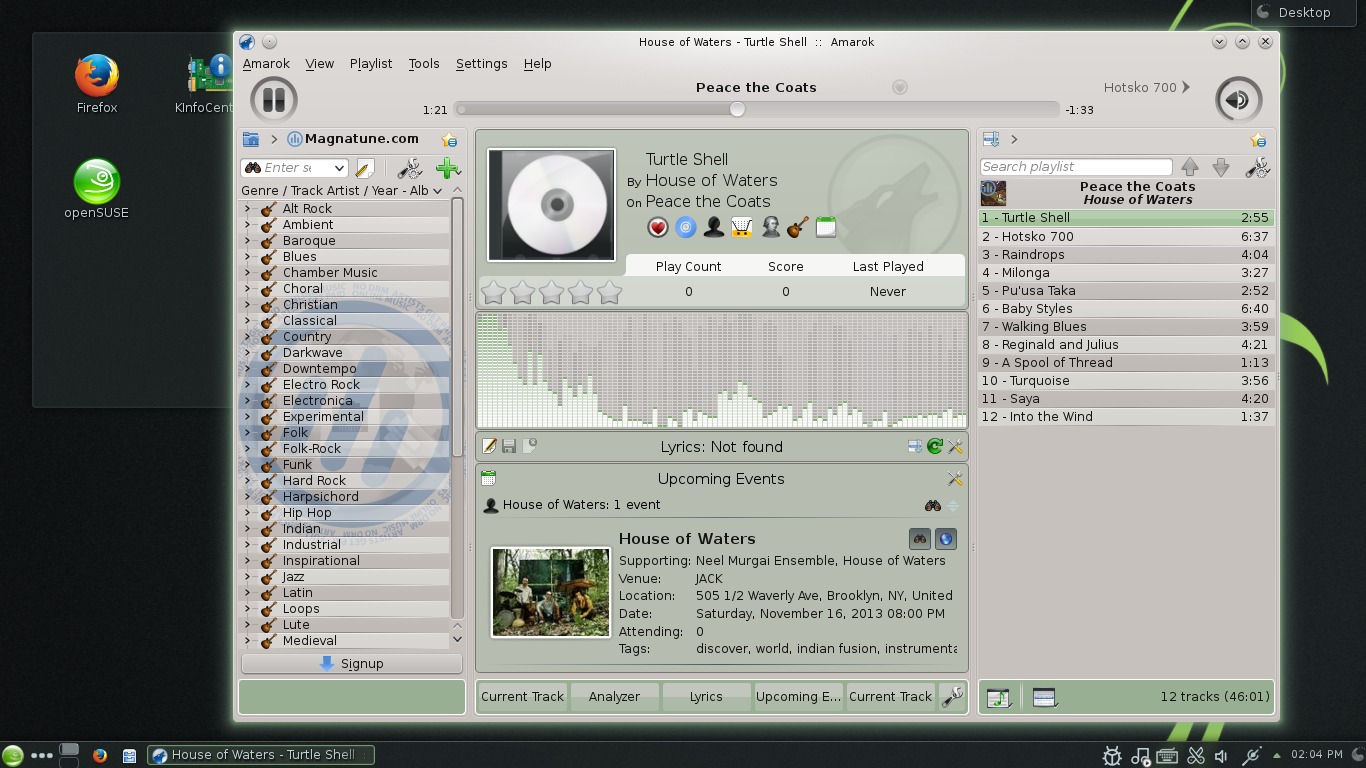 Desktop
Firefox
KInfoCent
openSUSE
House of Waters - Turtle Shell :: Amarok
Amarok View Playlist Tools Settings Help
Peace the Coats
Hotsko 700
1:21
-1:33
Magnatune.com
Enter se
Genre / Track Artist / Year - Alb
Alt Rock
Ambient
Baroque
Blues
Chamber Music
Choral
Christian
Classical
Country
Darkwave
Downtempo
Electro Rock
Electronica
Experimental
Folk
Folk-Rock
Funk
Hard Rock
Harpsichord
Hip Hop
Indian
Industrial
Inspirational
Jazz
Latin
Loops
Lute
Medieval
Signup
Turtle Shell
By House of Waters
On Peace the Coats
Play Count Score Last Played
0 0 Never
Lyrics: Not found
Upcoming Events
House of Waters: 1 event
House of Waters
Supporting: Neel Murgai Ensemble, House of Waters
Venue: JACK
Location: 505 1/2 Waverly Ave, Brooklyn, NY, United
Date: Saturday, November 16, 2013 08:00 PM
Attending: 0
Tags: discover, world, indian fusion, instrumenta
Current Track Analyzer Lyrics Upcoming E... Current Track
Search playlist
Peace the Coats
House of Waters
1 - Turtle Shell 2:55
2 - Hotsko 700 6:37
3 - Raindrops 4:04
4 - Milonga 3:27
5 - Pu'usa Taka 2:52
6 - Baby Styles 6:40
7 - Walking Blues 3:59
8 - Reginald and Julius 4:21
9 - A Spool of Thread 1:13
10 - Turquoise 3:56
11 - Saya 4:20
12 - Into the Wind 1:37
12 tracks (46:01)
House of Waters - Turtle Shell :
02:04 PM